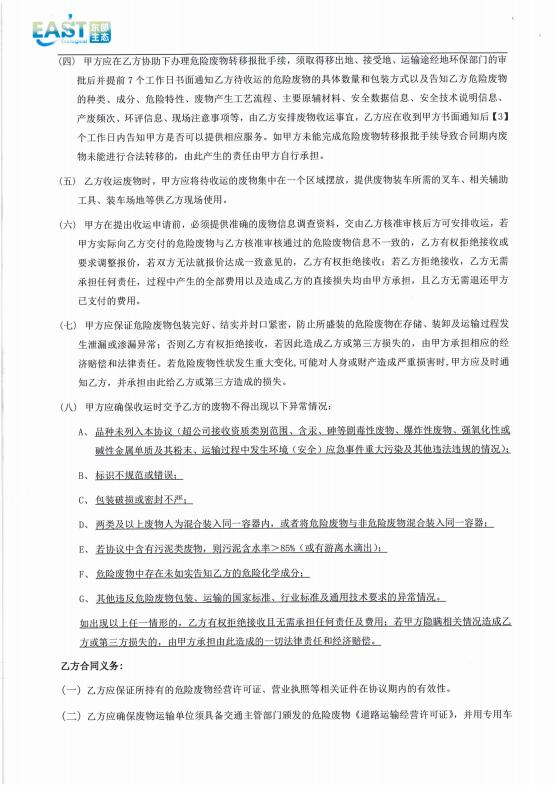 EAST 东部生态
Biological
(四) 甲方应在乙方协助下办理危险废物转移报批手续，须取得移出地、接受地、运输途经地环保部门的审
批后并提前 7 个工作日书面通知乙方待收运的危险废物的具体数量和包装方式以及告知乙方危险废物
的种类、成分、危险特性、废物产生工艺流程、主要原辅材料、安全数据信息、安全技术说明信息、
产废频次、环评信息、现场注意事项等，由乙方安排废物收运事宜，乙方应在收到甲方书面通知后【3】
个工作日内告知甲方是否可以提供相应服务。如甲方未能完成危险废物转移报批手续导致合同期内废
物未能进行合法转移的，由此产生的责任由甲方自行承担。
(五) 乙方收运废物时，甲方应将待收运的废物集中在一个区域摆放，提供废物装车所需的叉车、相关辅助
工具、装车场地等供乙方现场使用。
(六) 甲方在提出收运申请前，必须提供准确的废物信息调查资料，交由乙方核准审核后方可安排收运，若
甲方实际向乙方交付的危险废物与乙方核准审核通过的危险废物信息不一致的，乙方有权拒绝接收或
要求调整报价，若双方无法就报价达成一致意见的，乙方有权拒绝接收；若乙方拒绝接收，乙方无需
承担任何责任，过程中产生的全部费用以及造成乙方的直接损失均由甲方承担，且乙方无需退还甲方
已支付的费用。
(七) 甲方应保证危险废物包装完好、结实并封口紧密，防止所盛装的危险废物在存储、装卸及运输过程发
生泄漏或渗漏异常；否则乙方有权拒绝接收，若因此造成乙方或第三方损失的，由甲方承担相应的经
济赔偿和法律责任。若危险废物性状发生重大变化,可能对人身或财产造成严重损害时,甲方应及时通
知乙方，并承担由此给乙方或第三方造成的损失。
(八) 甲方应确保收运时交予乙方的废物不得出现以下异常情况：
A、品种未列入本协议（超公司接收资质类别范围、含汞、砷等剧毒性废物、爆炸性废物、强氧化性或
碱性金属单质及其粉末、运输过程中发生环境（安全）应急事件重大污染及其他违法违规的情况）；
B、标识不规范或错误；
C、包装破损或密封不严；
D、两类及以上废物人为混合装入同一容器内，或者将危险废物与非危险废物混合装入同一容器；
E、若协议中含有污泥类废物，则污泥含水率＞85%（或有游离水滴出）；
F、危险废物中存在未如实告知乙方的危险化学成分；
G、其他违反危险废物包装、运输的国家标准、行业标准及通用技术要求的异常情况。
如出现以上任一情形的，乙方有权拒绝接收且无需承担任何责任及费用；若甲方隐瞒相关情况造成乙
方或第三方损失的，由甲方承担由此造成的一切法律责任和经济赔偿。
乙方合同义务：
(一) 乙方应保证所持有的危险废物经营许可证、营业执照等相关证件在协议期内的有效性。
(二) 乙方应确保废物运输单位须具备交通主管部门颁发的危险废物《道路运输经营许可证》，并用专用车